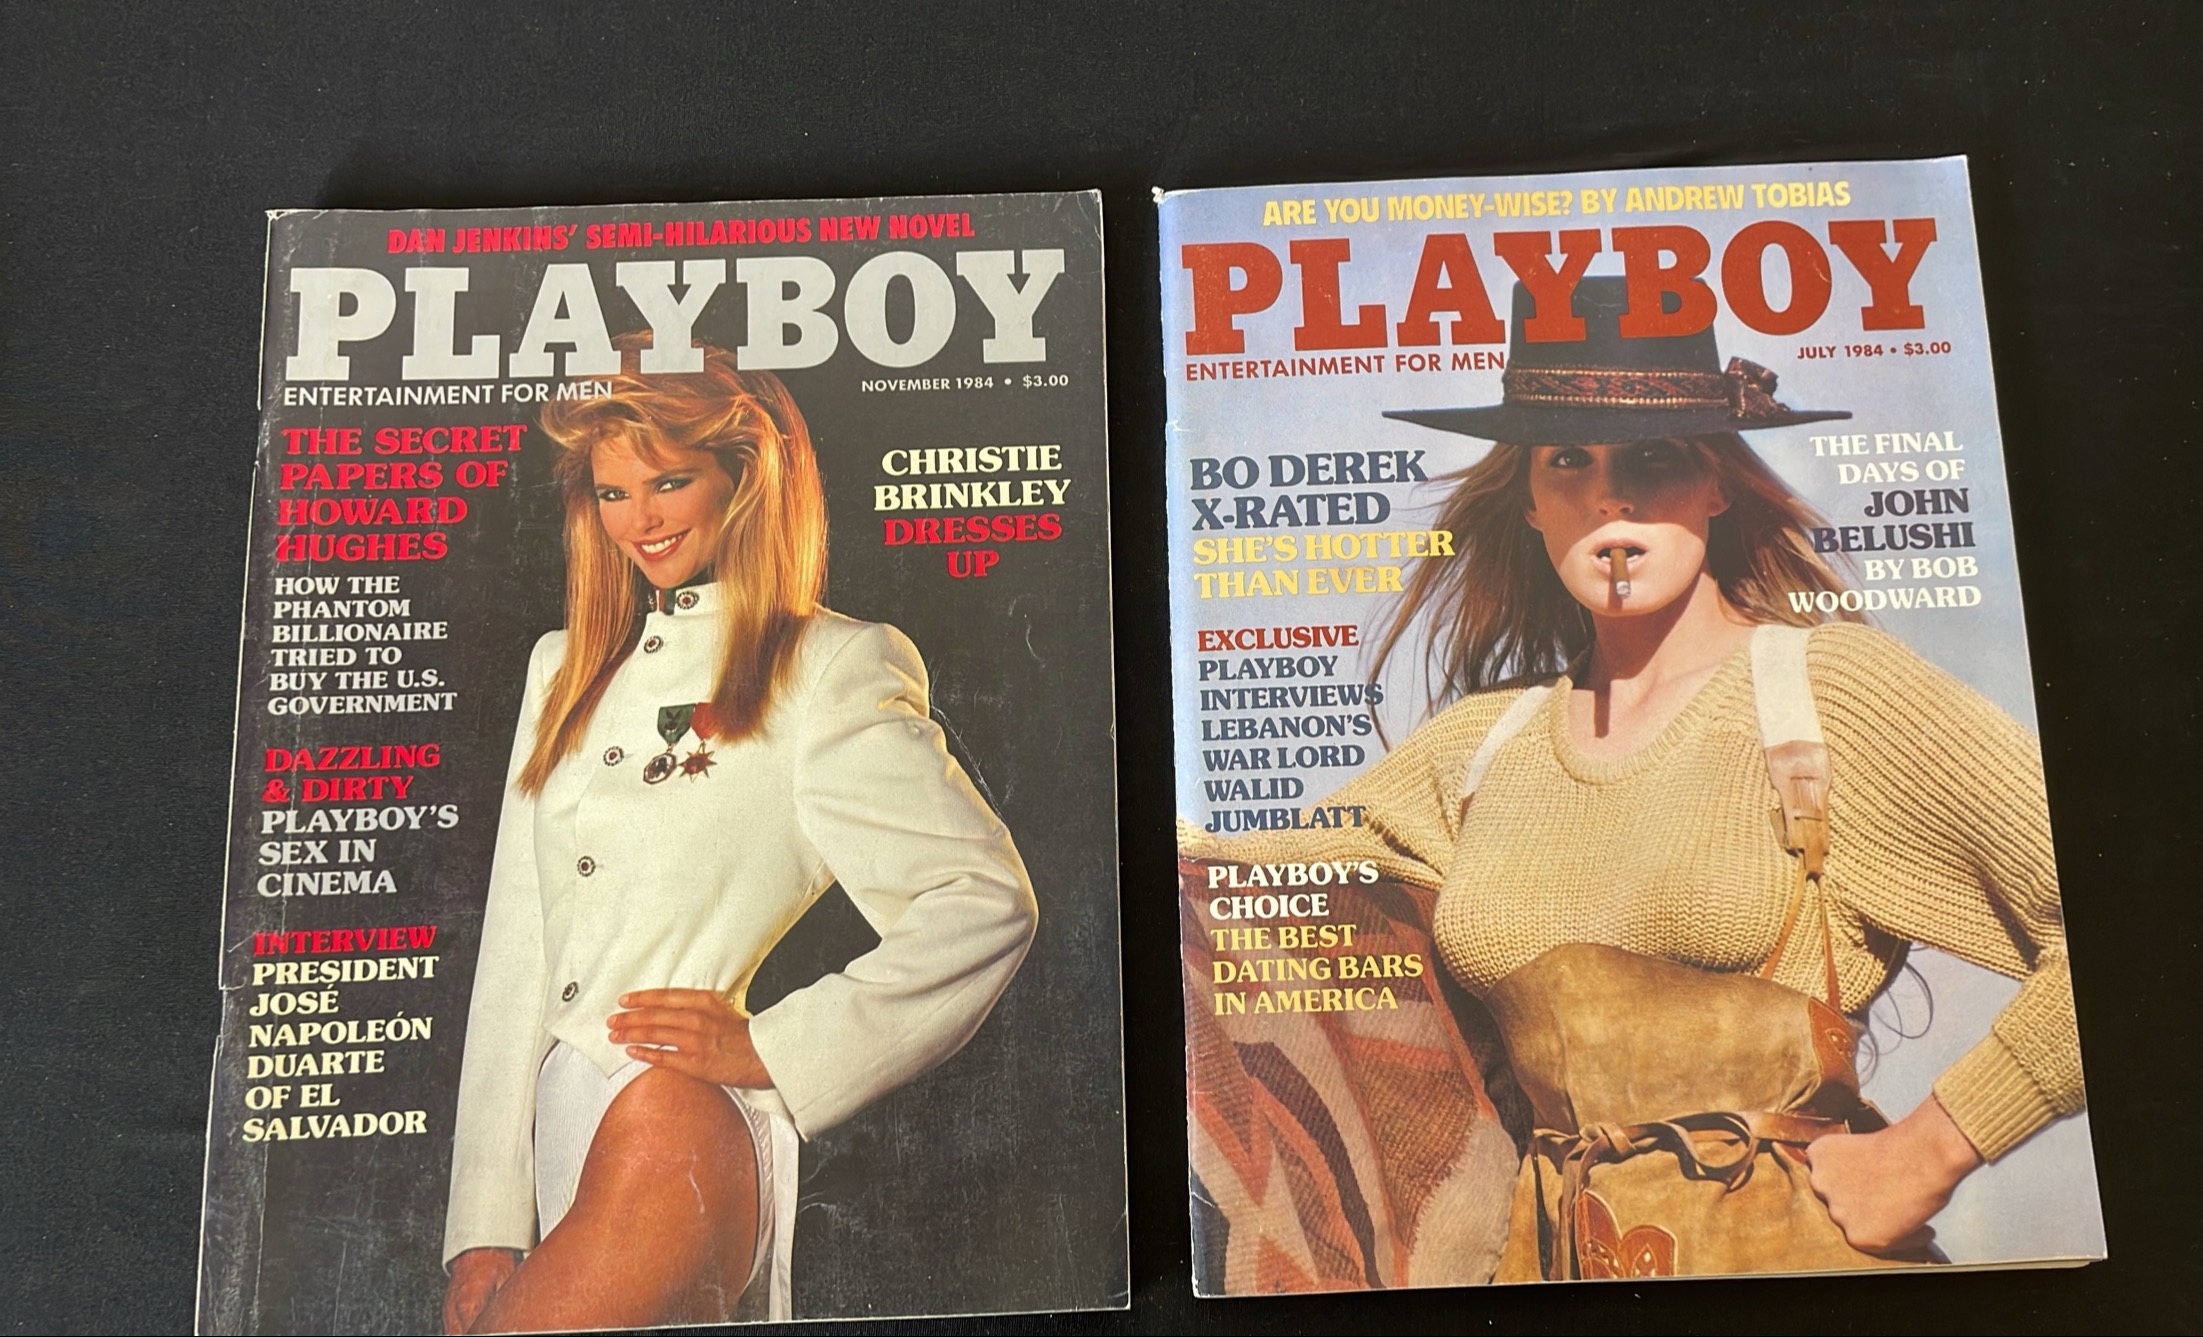 DAN JENKINS' SEMI-HILARIOUS NEW NOVEL
PLAYBOY
ENTERTAINMENT FOR MEN
NOVEMBER 1984 • $3.00
THE SECRET
PAPERS OF
HOWARD
HUGHES
HOW THE
PHANTOM
BILLIONAIRE
TRIED TO
BUY THE U.S.
GOVERNMENT
DAZZLING
& DIRTY
PLAYBOY'S
SEX IN
CINEMA
INTERVIEW
PRESIDENT
JOSÉ
NAPOLEÓN
DUARTE
OF EL
SALVADOR
CHRISTIE
BRINKLEY
DRESSES
UP
ARE YOU MONEY-WISE? BY ANDREW TOBIAS
PLAYBOY
ENTERTAINMENT FOR MEN
JULY 1984 • $3.00
BO DEREK
X-RATED
SHE'S HOTTER
THAN EVER
EXCLUSIVE
PLAYBOY
INTERVIEWS
LEBANON'S
WAR LORD
WALID
JUMBLATT
PLAYBOY'S
CHOICE
THE BEST
DATING BARS
IN AMERICA
THE FINAL
DAYS OF
JOHN
BELUSHI
BY BOB
WOODWARD